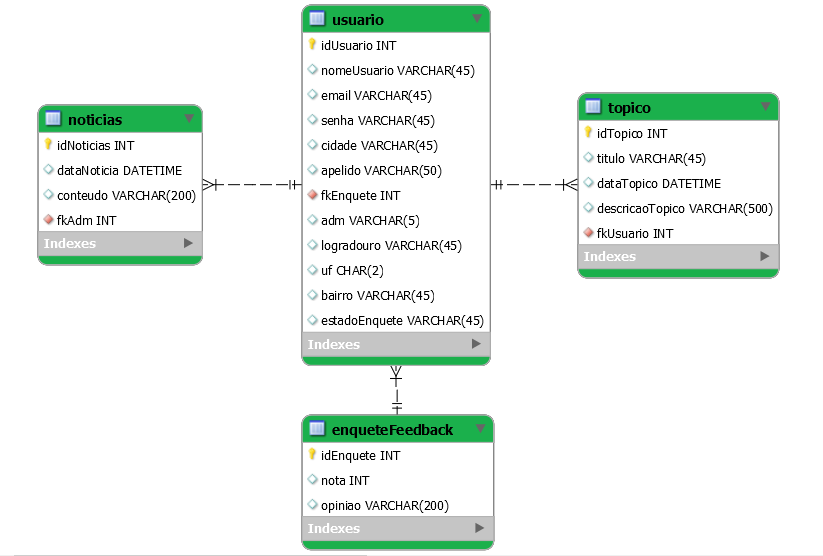 usuario
idUsuario INT
nomeUsuario VARCHAR(45)
email VARCHAR(45)
senha VARCHAR(45)
cidade VARCHAR(45)
apelido VARCHAR(50)
fkEnquete INT
adm VARCHAR(5)
logradouro VARCHAR(45)
uf CHAR(2)
bairro VARCHAR(45)
estadoEnquete VARCHAR(45)
Indexes
noticias
idNoticias INT
dataNoticia DATETIME
conteudo VARCHAR(200)
fkAdm INT
Indexes
topico
idTopico INT
titulo VARCHAR(45)
dataTopico DATETIME
descricaoTopico VARCHAR(500)
fkUsuario INT
Indexes
enqueteFeedback
idEnquete INT
nota INT
opiniao VARCHAR(200)
Indexes